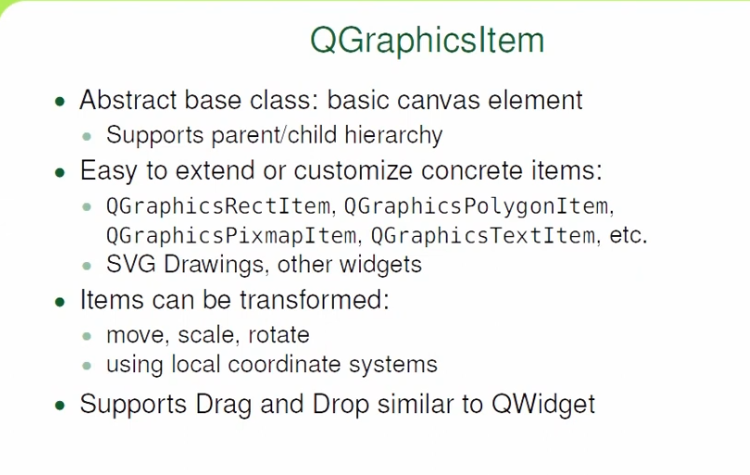 QGraphicsItem
• Abstract base class: basic canvas element
• Supports parent/child hierarchy
• Easy to extend or customize concrete items:
• QGraphicsRectItem, QGraphicsPolygonItem,
QGraphicsPixmapItem, QGraphicsTextItem, etc.
• SVG Drawings, other widgets
• Items can be transformed:
• move, scale, rotate
• using local coordinate systems
• Supports Drag and Drop similar to QWidget